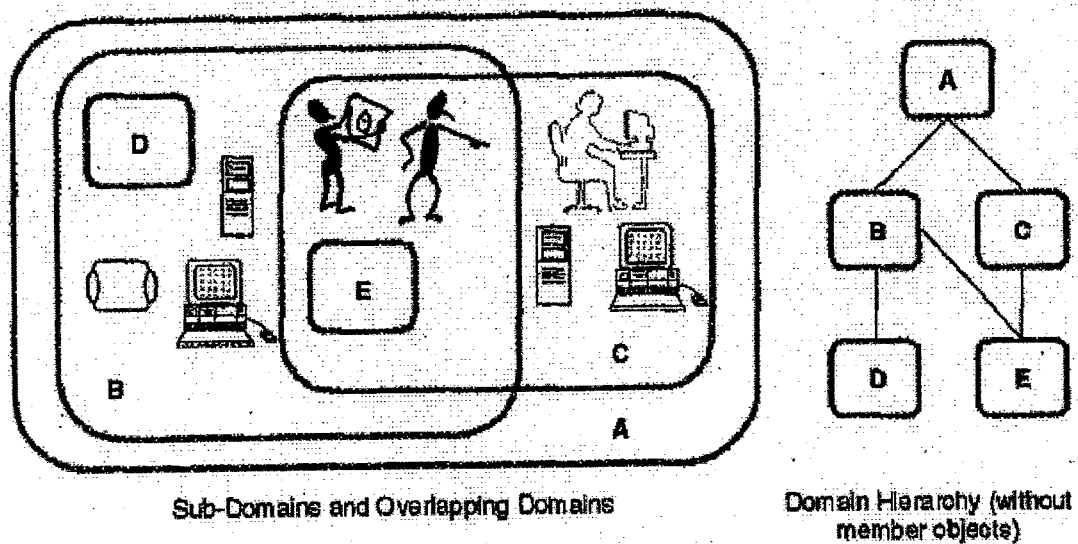 D
E
B
C
A
Sub-Domains and Overlapping Domains
A
B
C
D
E
Domain Hierarchy (without
member objects)